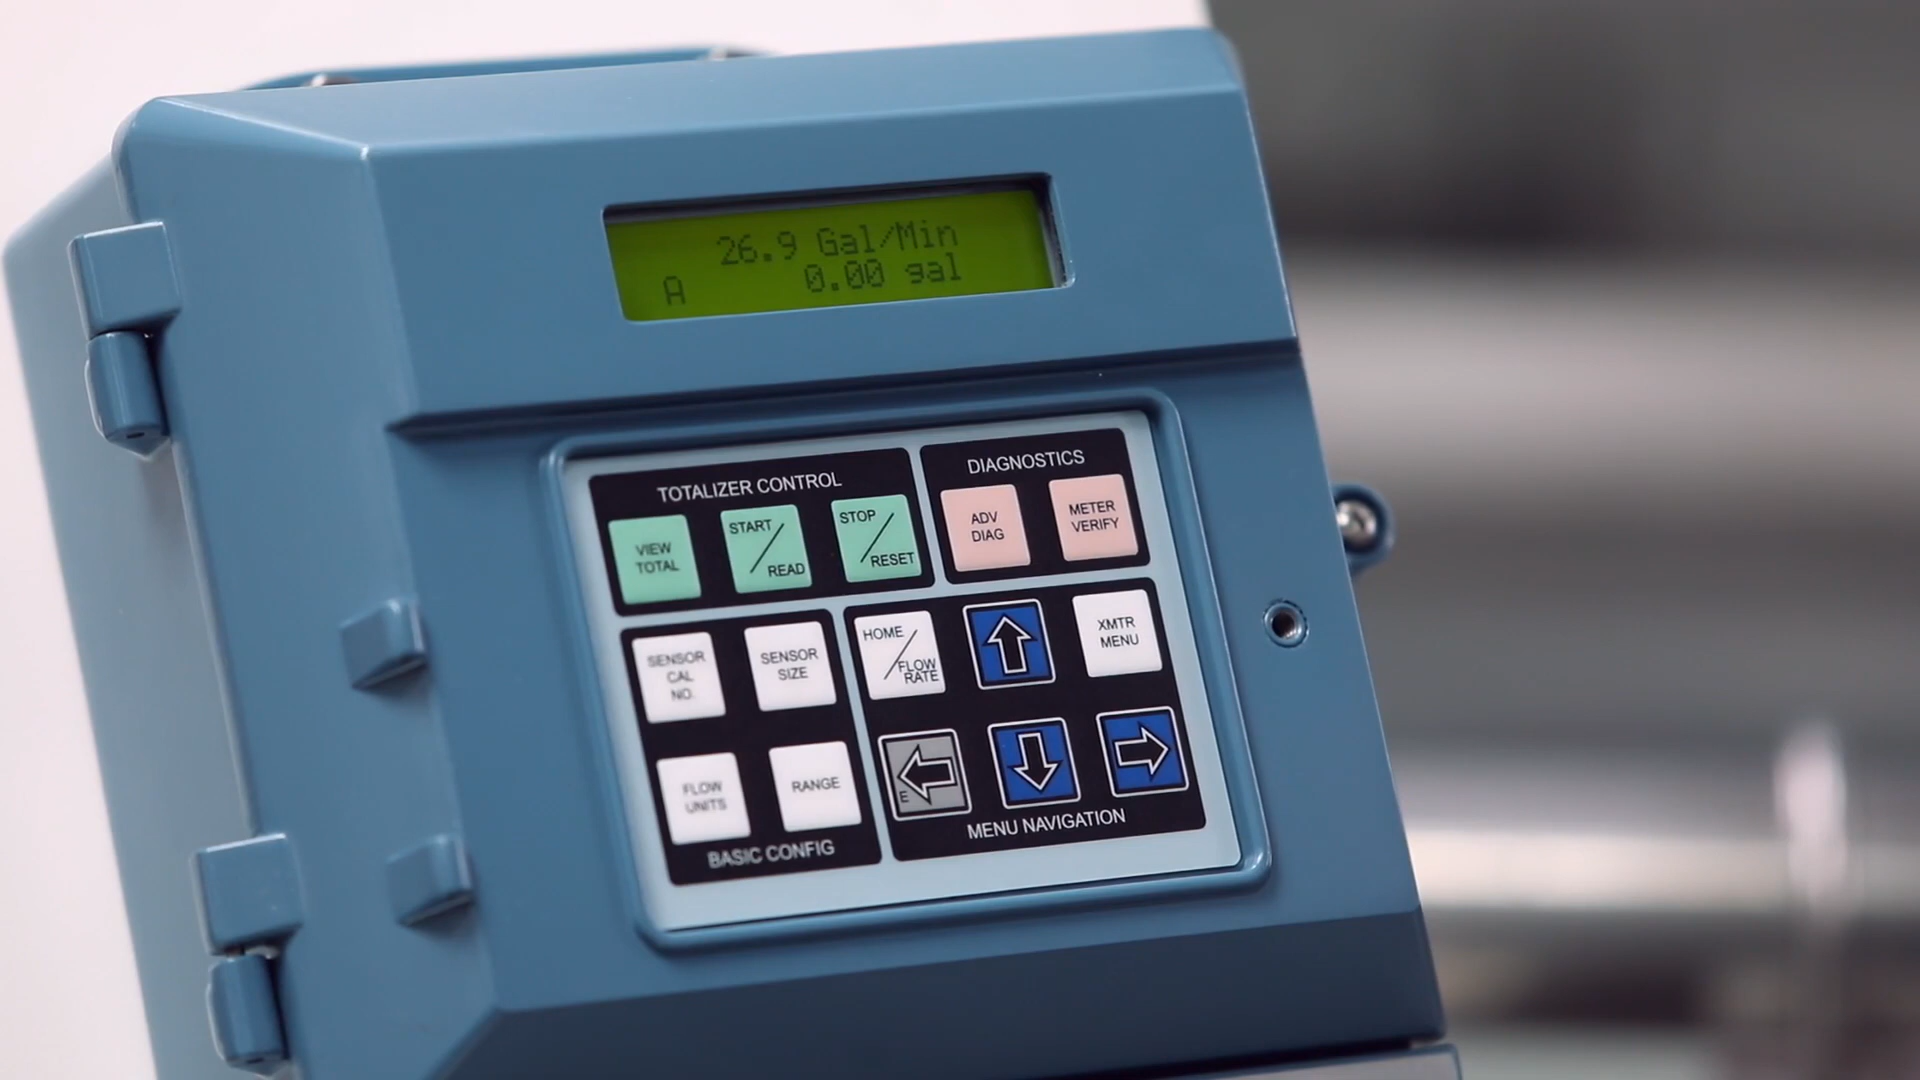 26.9 Gal/Min
A 0.00 gal
TOTALIZER CONTROL
VIEW
TOTAL
START
/
READ
STOP
/
RESET
DIAGNOSTICS
ADV
DIAG
METER
VERIFY
SENSOR
CAL
NO.
SENSOR
SIZE
FLOW
UNITS
RANGE
BASIC CONFIG
HOME
/
FLOW
RATE
XMTR
MENU
E
MENU NAVIGATION